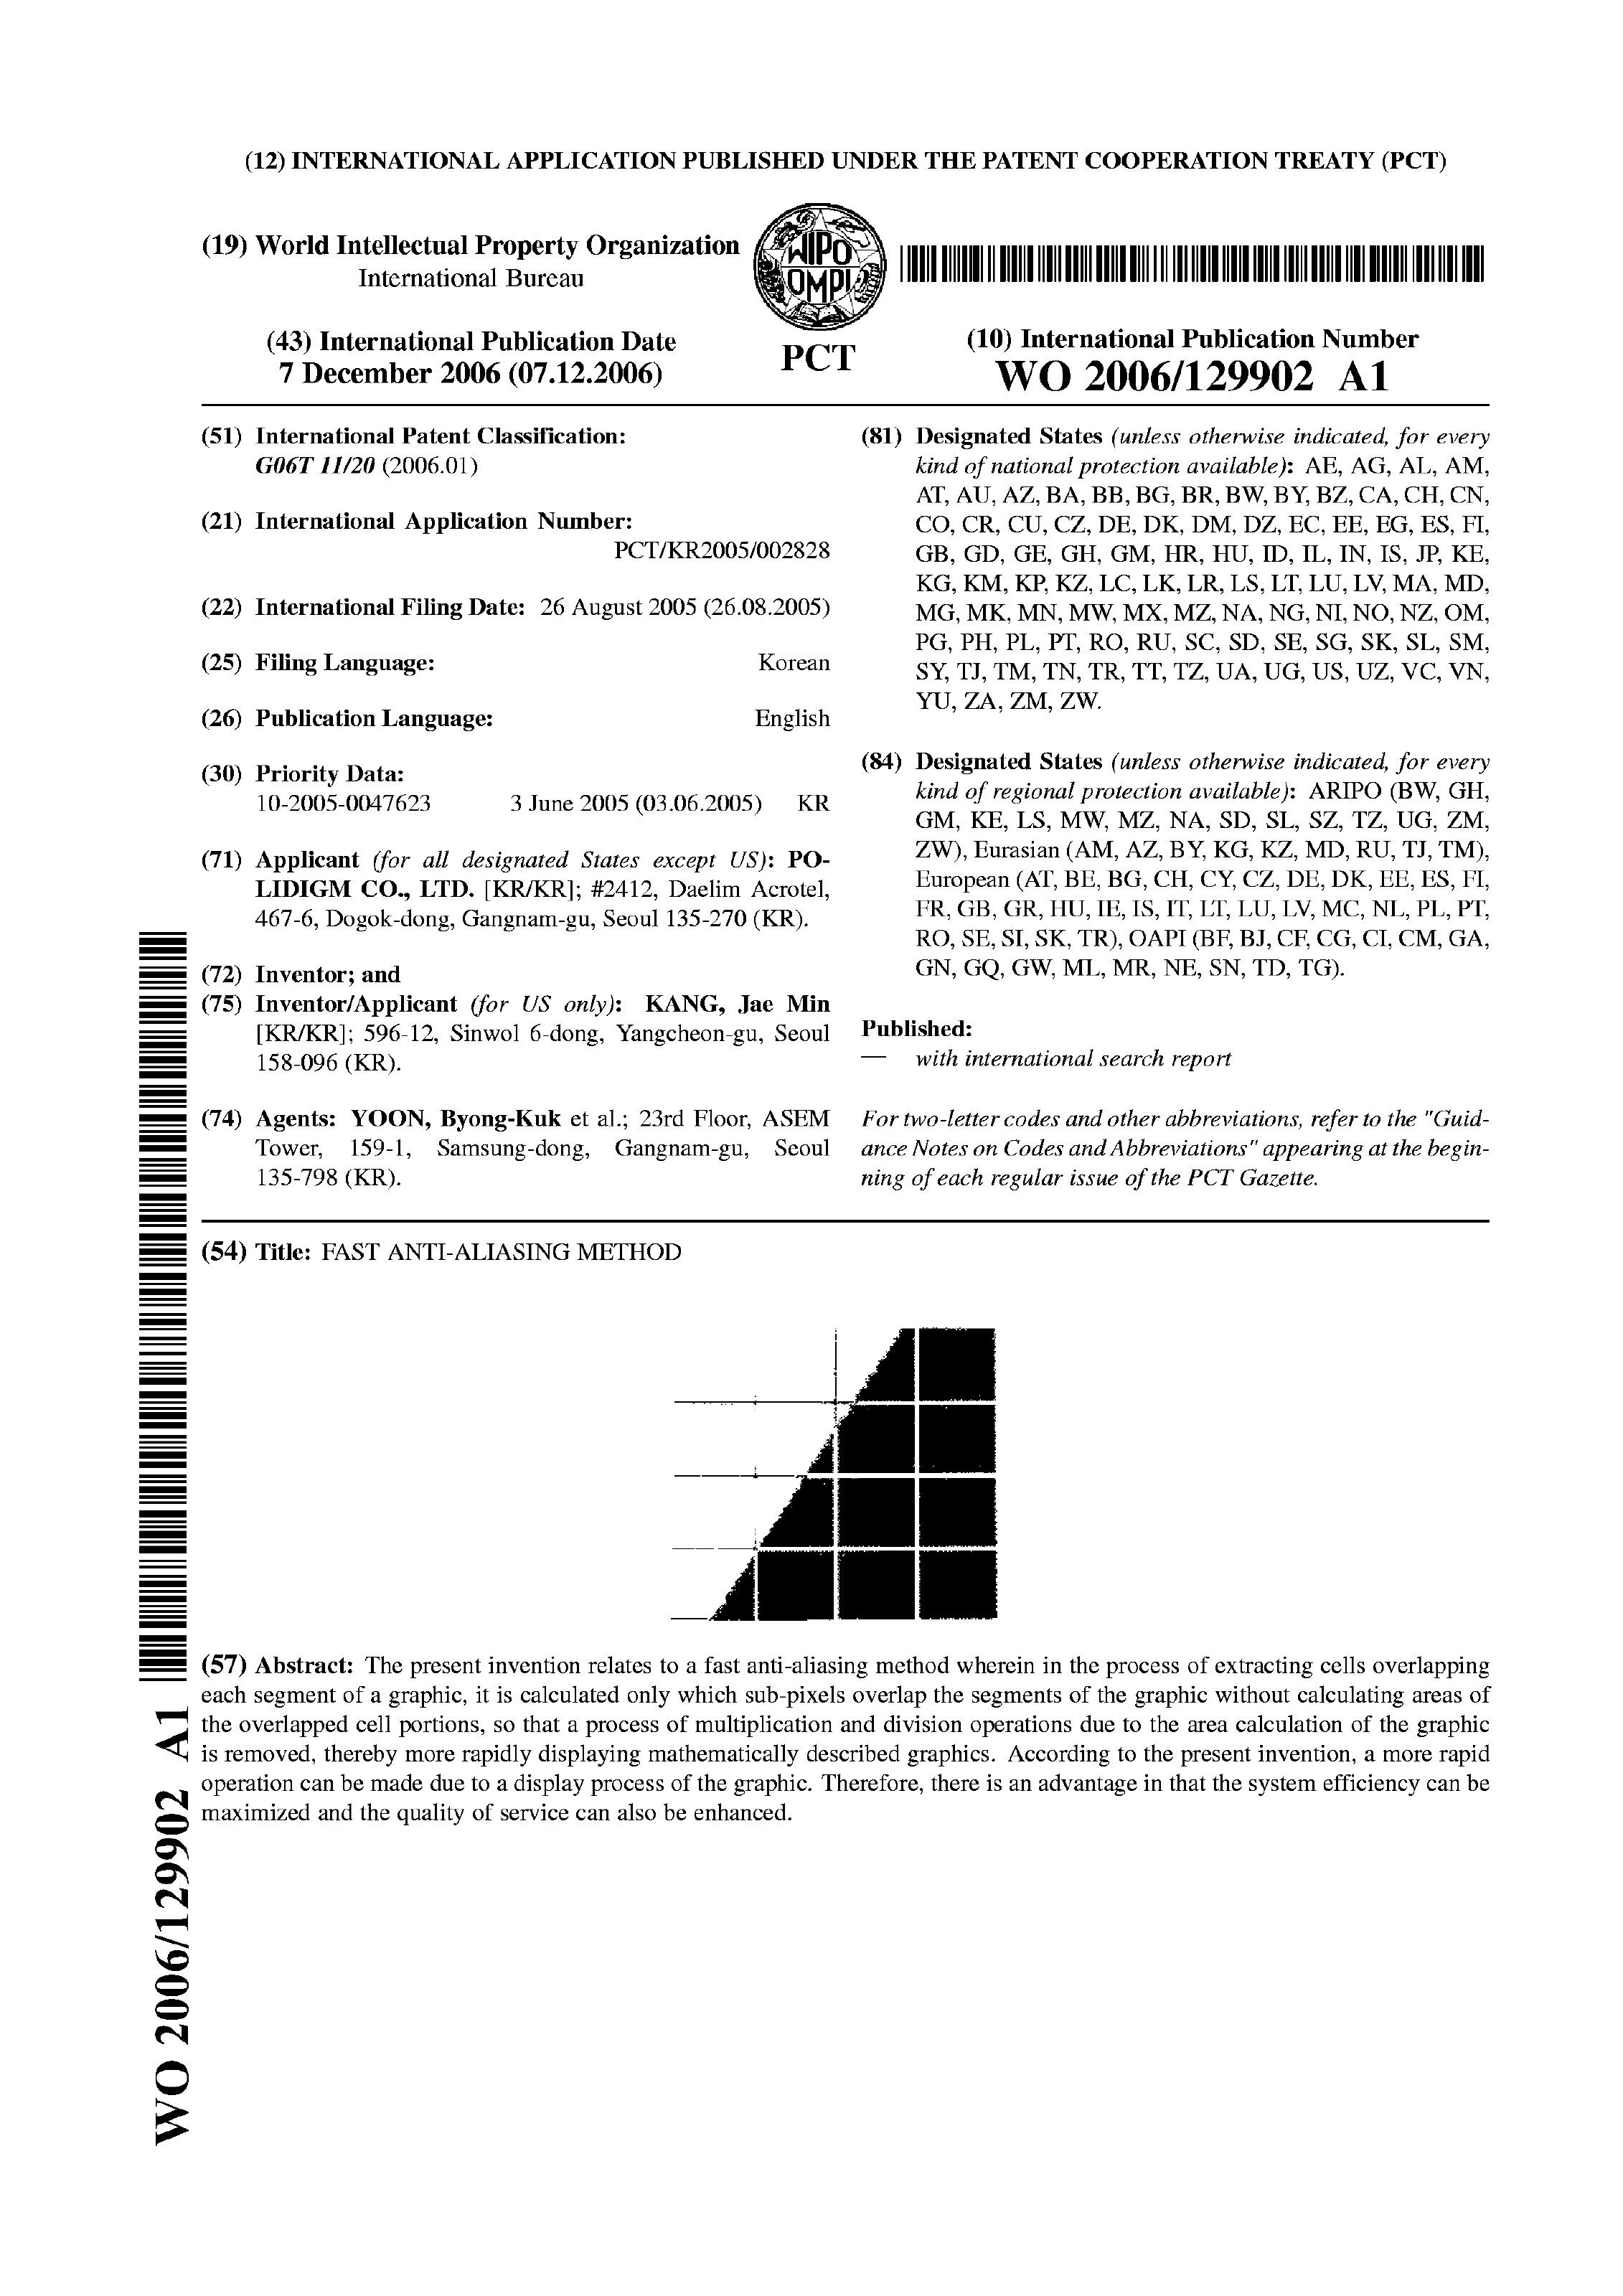 (12) INTERNATIONAL APPLICATION PUBLISHED UNDER THE PATENT COOPERATION TREATY (PCT)
(19) World Intellectual Property Organization
International Bureau
WIPO
OMPI
(43) International Publication Date
7 December 2006 (07.12.2006)
PCT
(10) International Publication Number
WO 2006/129902 A1
(51) International Patent Classification:
G06T 11/20 (2006.01)
(21) International Application Number:
PCT/KR2005/002828
(22) International Filing Date: 26 August 2005 (26.08.2005)
(25) Filing Language: Korean
(26) Publication Language: English
(30) Priority Data:
10-2005-0047623 3 June 2005 (03.06.2005) KR
(71) Applicant (for all designated States except US): PO-
LIDIGM CO., LTD. [KR/KR]; #2412, Daelim Acrotel,
467-6, Dogok-dong, Gangnam-gu, Seoul 135-270 (KR).
(72) Inventor; and
(75) Inventor/Applicant (for US only): KANG, Jae Min
[KR/KR]; 596-12, Sinwol 6-dong, Yangcheon-gu, Seoul
158-096 (KR).
(74) Agents: YOON, Byong-Kuk et al.; 23rd Floor, ASEM
Tower, 159-1, Samsung-dong, Gangnam-gu, Seoul
135-798 (KR).
(81) Designated States (unless otherwise indicated, for every
kind of national protection available): AE, AG, AL, AM,
AT, AU, AZ, BA, BB, BG, BR, BW, BY, BZ, CA, CH, CN,
CO, CR, CU, CZ, DE, DK, DM, DZ, EC, EE, EG, ES, FI,
GB, GD, GE, GH, GM, HR, HU, ID, IL, IN, IS, JP, KE,
KG, KM, KP, KZ, LC, LK, LR, LS, LT, LU, LV, MA, MD,
MG, MK, MN, MW, MX, MZ, NA, NG, NI, NO, NZ, OM,
PG, PH, PL, PT, RO, RU, SC, SD, SE, SG, SK, SL, SM,
SY, TJ, TM, TN, TR, TT, TZ, UA, UG, US, UZ, VC, VN,
YU, ZA, ZM, ZW.
(84) Designated States (unless otherwise indicated, for every
kind of regional protection available): ARIPO (BW, GH,
GM, KE, LS, MW, MZ, NA, SD, SL, SZ, TZ, UG, ZM,
ZW), Eurasian (AM, AZ, BY, KG, KZ, MD, RU, TJ, TM),
European (AT, BE, BG, CH, CY, CZ, DE, DK, EE, ES, FI,
FR, GB, GR, HU, IE, IS, IT, LT, LU, LV, MC, NL, PL, PT,
RO, SE, SI, SK, TR), OAPI (BF, BJ, CF, CG, CI, CM, GA,
GN, GQ, GW, ML, MR, NE, SN, TD, TG).
Published:
— with international search report
For two-letter codes and other abbreviations, refer to the "Guid-
ance Notes on Codes and Abbreviations" appearing at the begin-
ning of each regular issue of the PCT Gazette.
(54) Title: FAST ANTI-ALIASING METHOD
(57) Abstract: The present invention relates to a fast anti-aliasing method wherein in the process of extracting cells overlapping
each segment of a graphic, it is calculated only which sub-pixels overlap the segments of the graphic without calculating areas of
the overlapped cell portions, so that a process of multiplication and division operations due to the area calculation of the graphic
is removed, thereby more rapidly displaying mathematically described graphics. According to the present invention, a more rapid
operation can be made due to a display process of the graphic. Therefore, there is an advantage in that the system efficiency can be
maximized and the quality of service can also be enhanced.
WO 2006/129902 A1